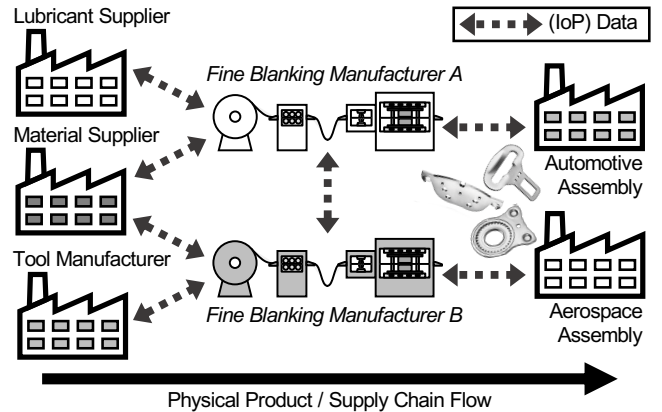 Lubricant Supplier
(IoP) Data
Fine Blanking Manufacturer A
Material Supplier
Automotive
Assembly
Tool Manufacturer
Fine Blanking Manufacturer B
Aerospace
Assembly
Physical Product / Supply Chain Flow